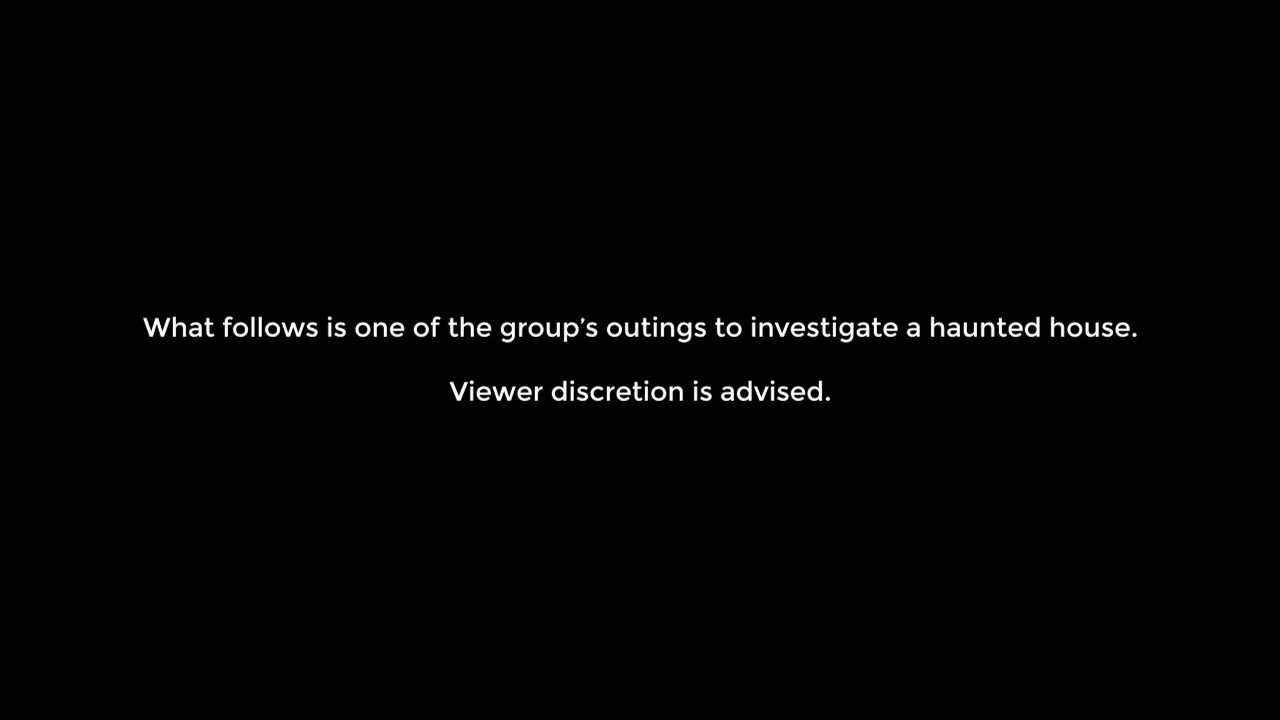 What follows is one of the group’s outings to investigate a haunted house.
Viewer discretion is advised.